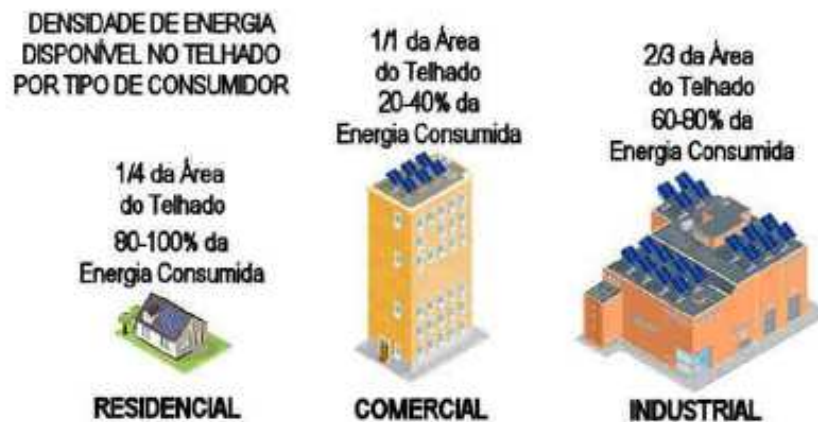 DENSIDADE DE ENERGIA
DISPONÍVEL NO TELHADO
POR TIPO DE CONSUMIDOR
1/4 da Área
do Telhado
80-100% da
Energia Consumida
RESIDENCIAL
1/1 da Área
do Telhado
20-40% da
Energia Consumida
COMERCIAL
2/3 da Área
do Telhado
60-80% da
Energia Consumida
INDUSTRIAL